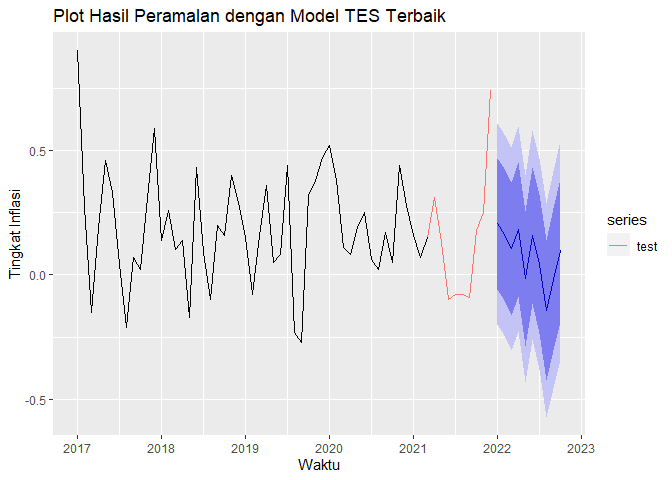 Plot Hasil Peramalan dengan Model TES Terbaik
Tingkat Inflasi
0.5
0.0
-0.5
2017 2018 2019 2020 2021 2022 2023
Waktu
series
test